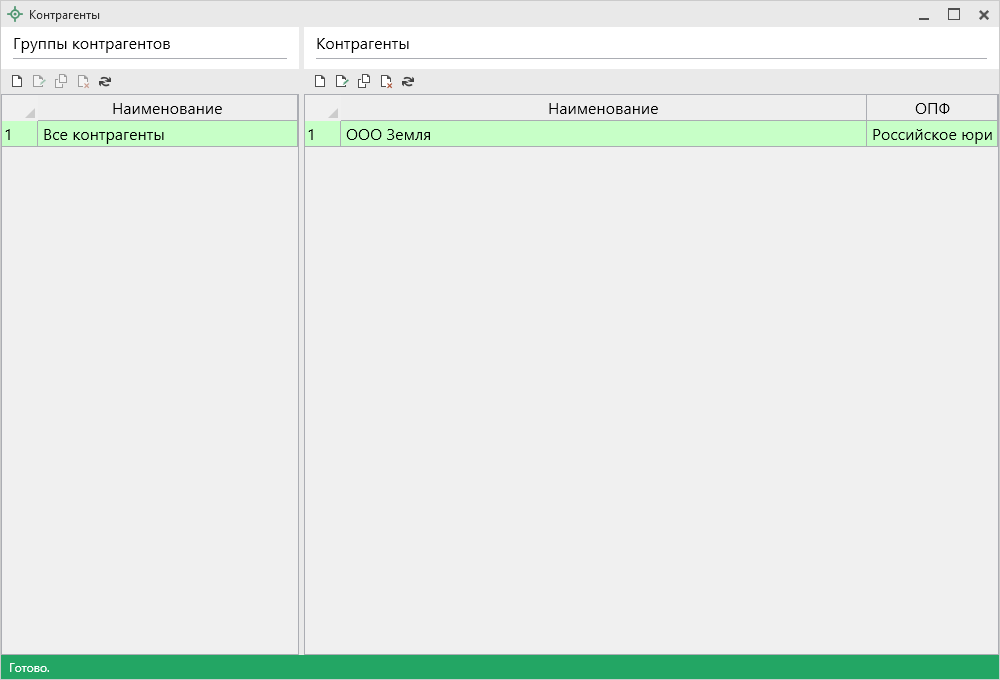 Контрагенты
Группы контрагентов
Контрагенты
Наименование
1 Все контрагенты
Наименование ОПФ
1 ООО Земля Российское юри
Готово.